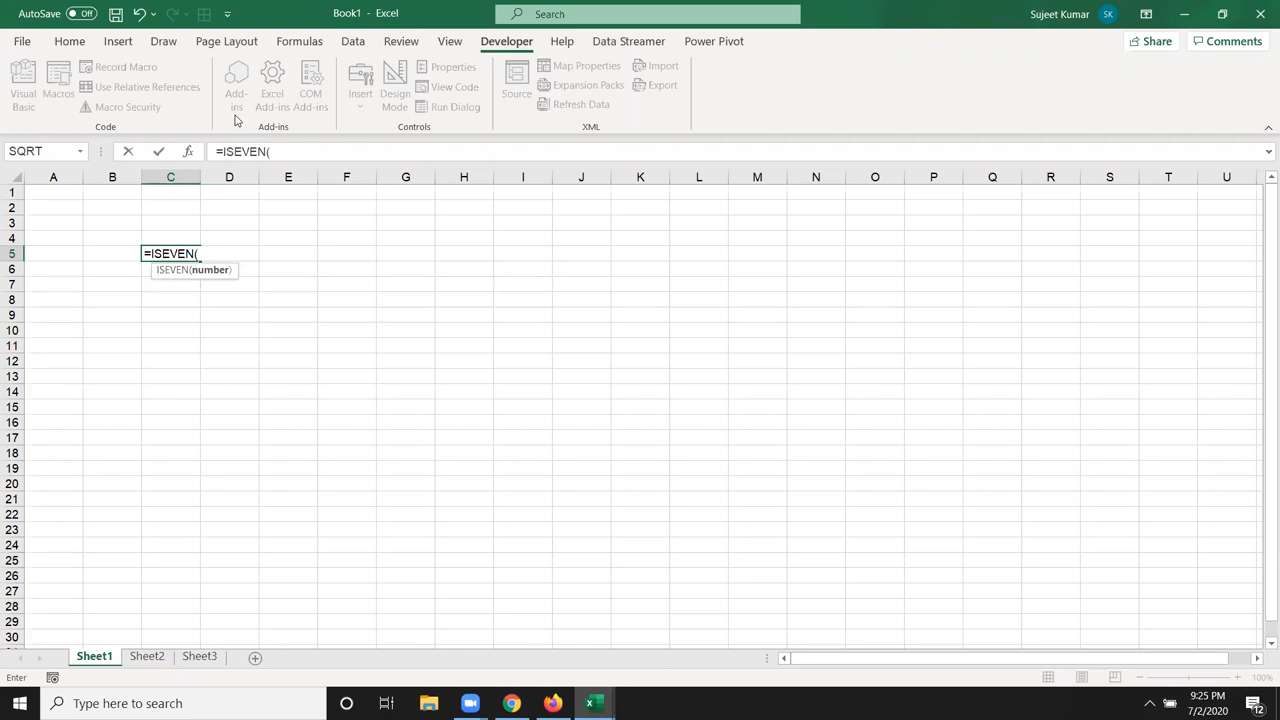 AutoSave Off Book1 - Excel Search Sujeet Kumar SK
File Home Insert Draw Page Layout Formulas Data Review View Developer Help Data Streamer Power Pivot Share Comments
Visual Basic
Macros
Record Macro
Use Relative References
Macro Security
Code
Add-ins
Excel Add-ins
COM Add-ins
Add-ins
Insert
Design Mode
Properties
View Code
Run Dialog
Controls
Source
Map Properties
Expansion Packs
Refresh Data
Import
Export
XML
SQRT fx =ISEVEN(
A B C D E F G H I J K L M N O P Q R S T U
1
2
3
4
5 =ISEVEN(
6 ISEVEN(number)
7
8
9
10
11
12
13
14
15
16
17
18
19
20
21
22
23
24
25
26
27
28
29
30
Sheet1 Sheet2 Sheet3
Enter 100%
Type here to search
9:25 PM
7/2/2020
12